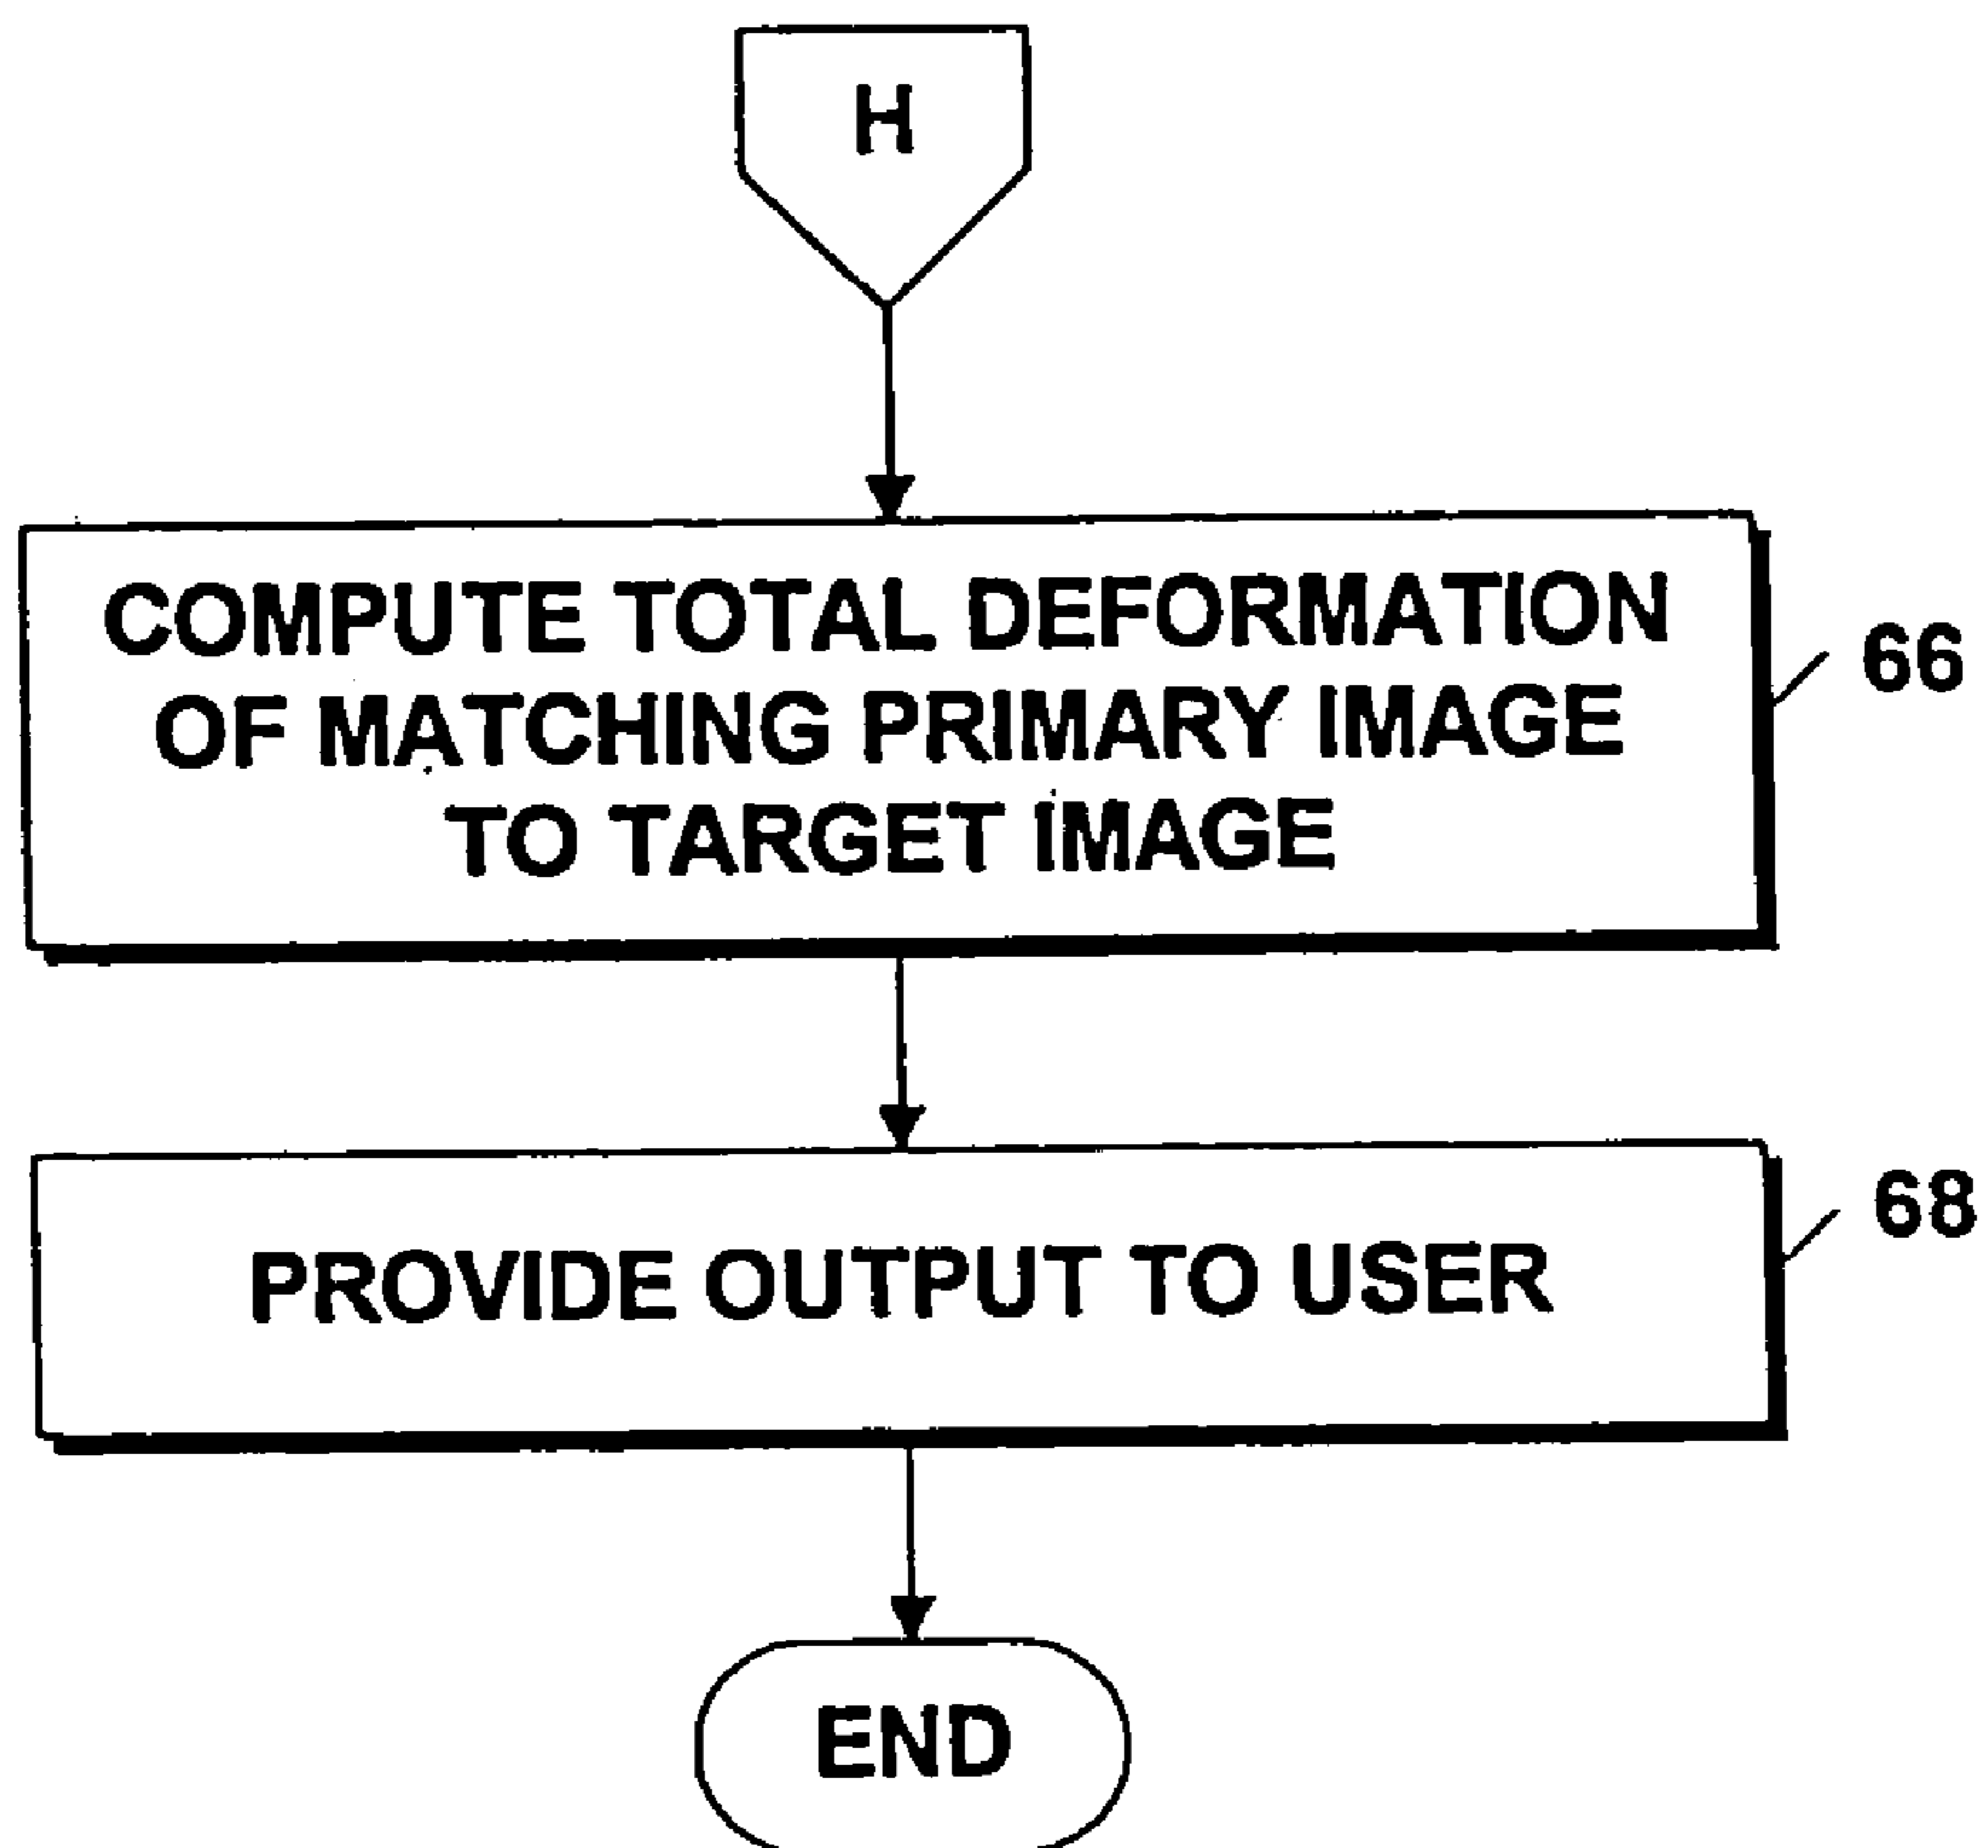 H
COMPUTE TOTAL DEFORMATION
OF MATCHING PRIMARY IMAGE
TO TARGET IMAGE
66
PROVIDE OUTPUT TO USER
68
END